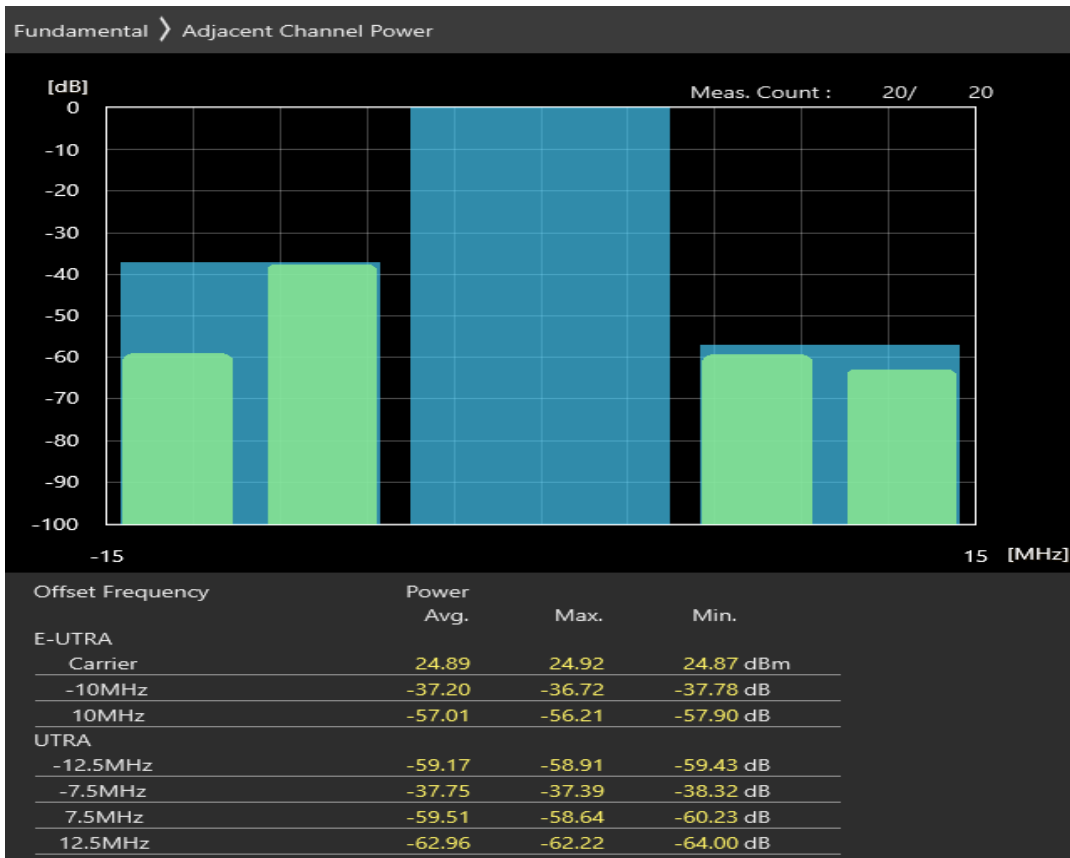 Fundamental 〉 Adjacent Channel Power
[dB]
Meas. Count : 20/ 20
0
-10
-20
-30
-40
-50
-60
-70
-80
-90
-100
-15 15 [MHz]
Offset Frequency Power
Avg. Max. Min.
E-UTRA
Carrier 24.89 24.92 24.87 dBm
-10MHz -37.20 -36.72 -37.78 dB
10MHz -57.01 -56.21 -57.90 dB
UTRA
-12.5MHz -59.17 -58.91 -59.43 dB
-7.5MHz -37.75 -37.39 -38.32 dB
7.5MHz -59.51 -58.64 -60.23 dB
12.5MHz -62.96 -62.22 -64.00 dB